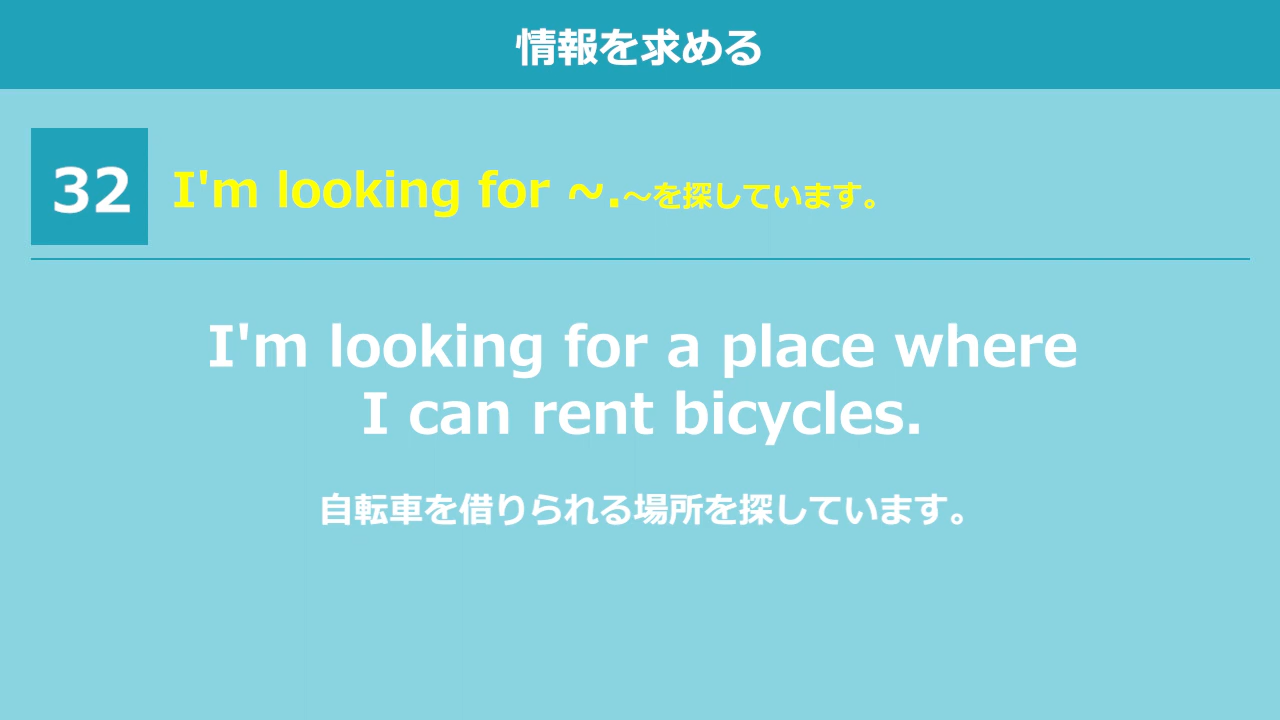 情報を求める
32
I'm looking for ~.～を探しています。
I'm looking for a place where
I can rent bicycles.
自転車を借りられる場所を探しています。